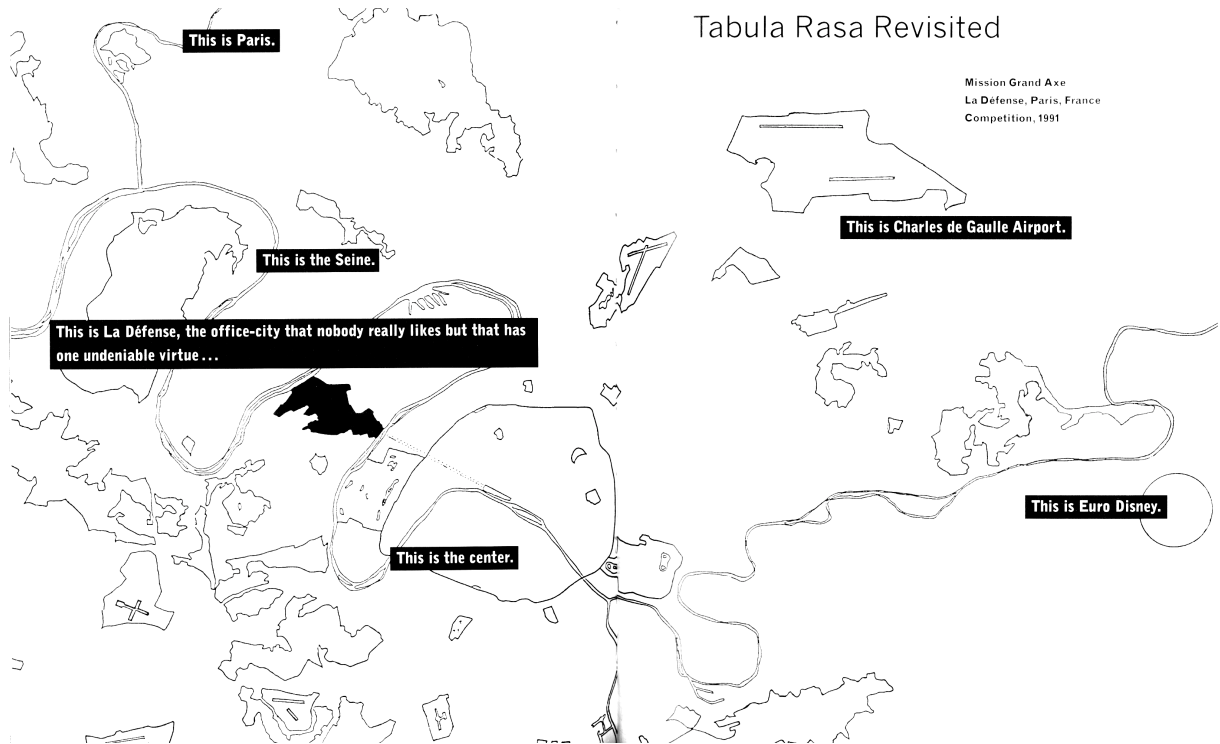 This is Paris.
Tabula Rasa Revisited
Mission Grand Axe
La Défense, Paris, France
Competition, 1991
This is Charles de Gaulle Airport.
This is the Seine.
This is La Défense, the office-city that nobody really likes but that has
one undeniable virtue...
This is Euro Disney.
This is the center.